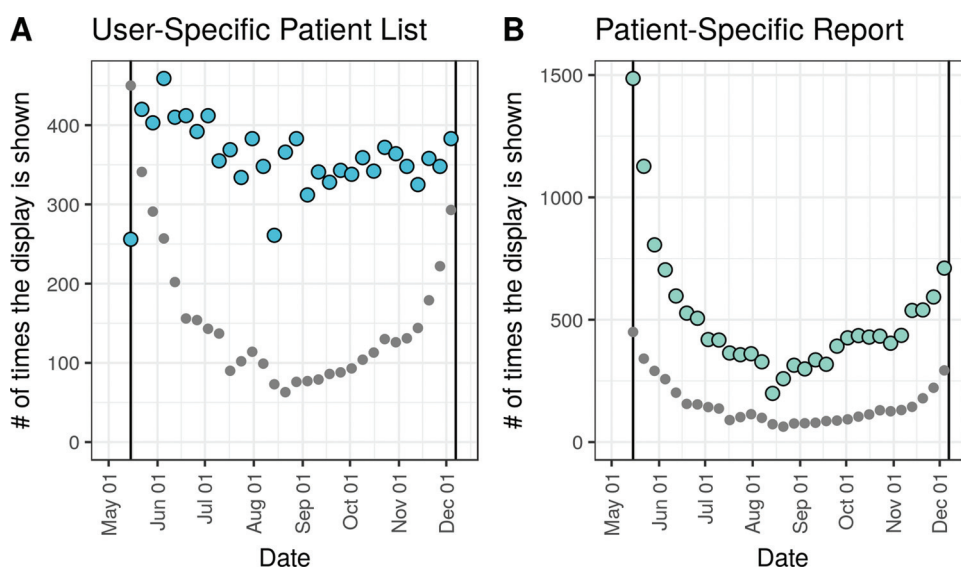 A User-Specific Patient List
# of times the display is shown
400
300
200
100
0
May 01
Jun 01
Jul 01
Aug 01
Sep 01
Oct 01
Nov 01
Dec 01
Date
B Patient-Specific Report
# of times the display is shown
1500
1000
500
0
May 01
Jun 01
Jul 01
Aug 01
Sep 01
Oct 01
Nov 01
Dec 01
Date